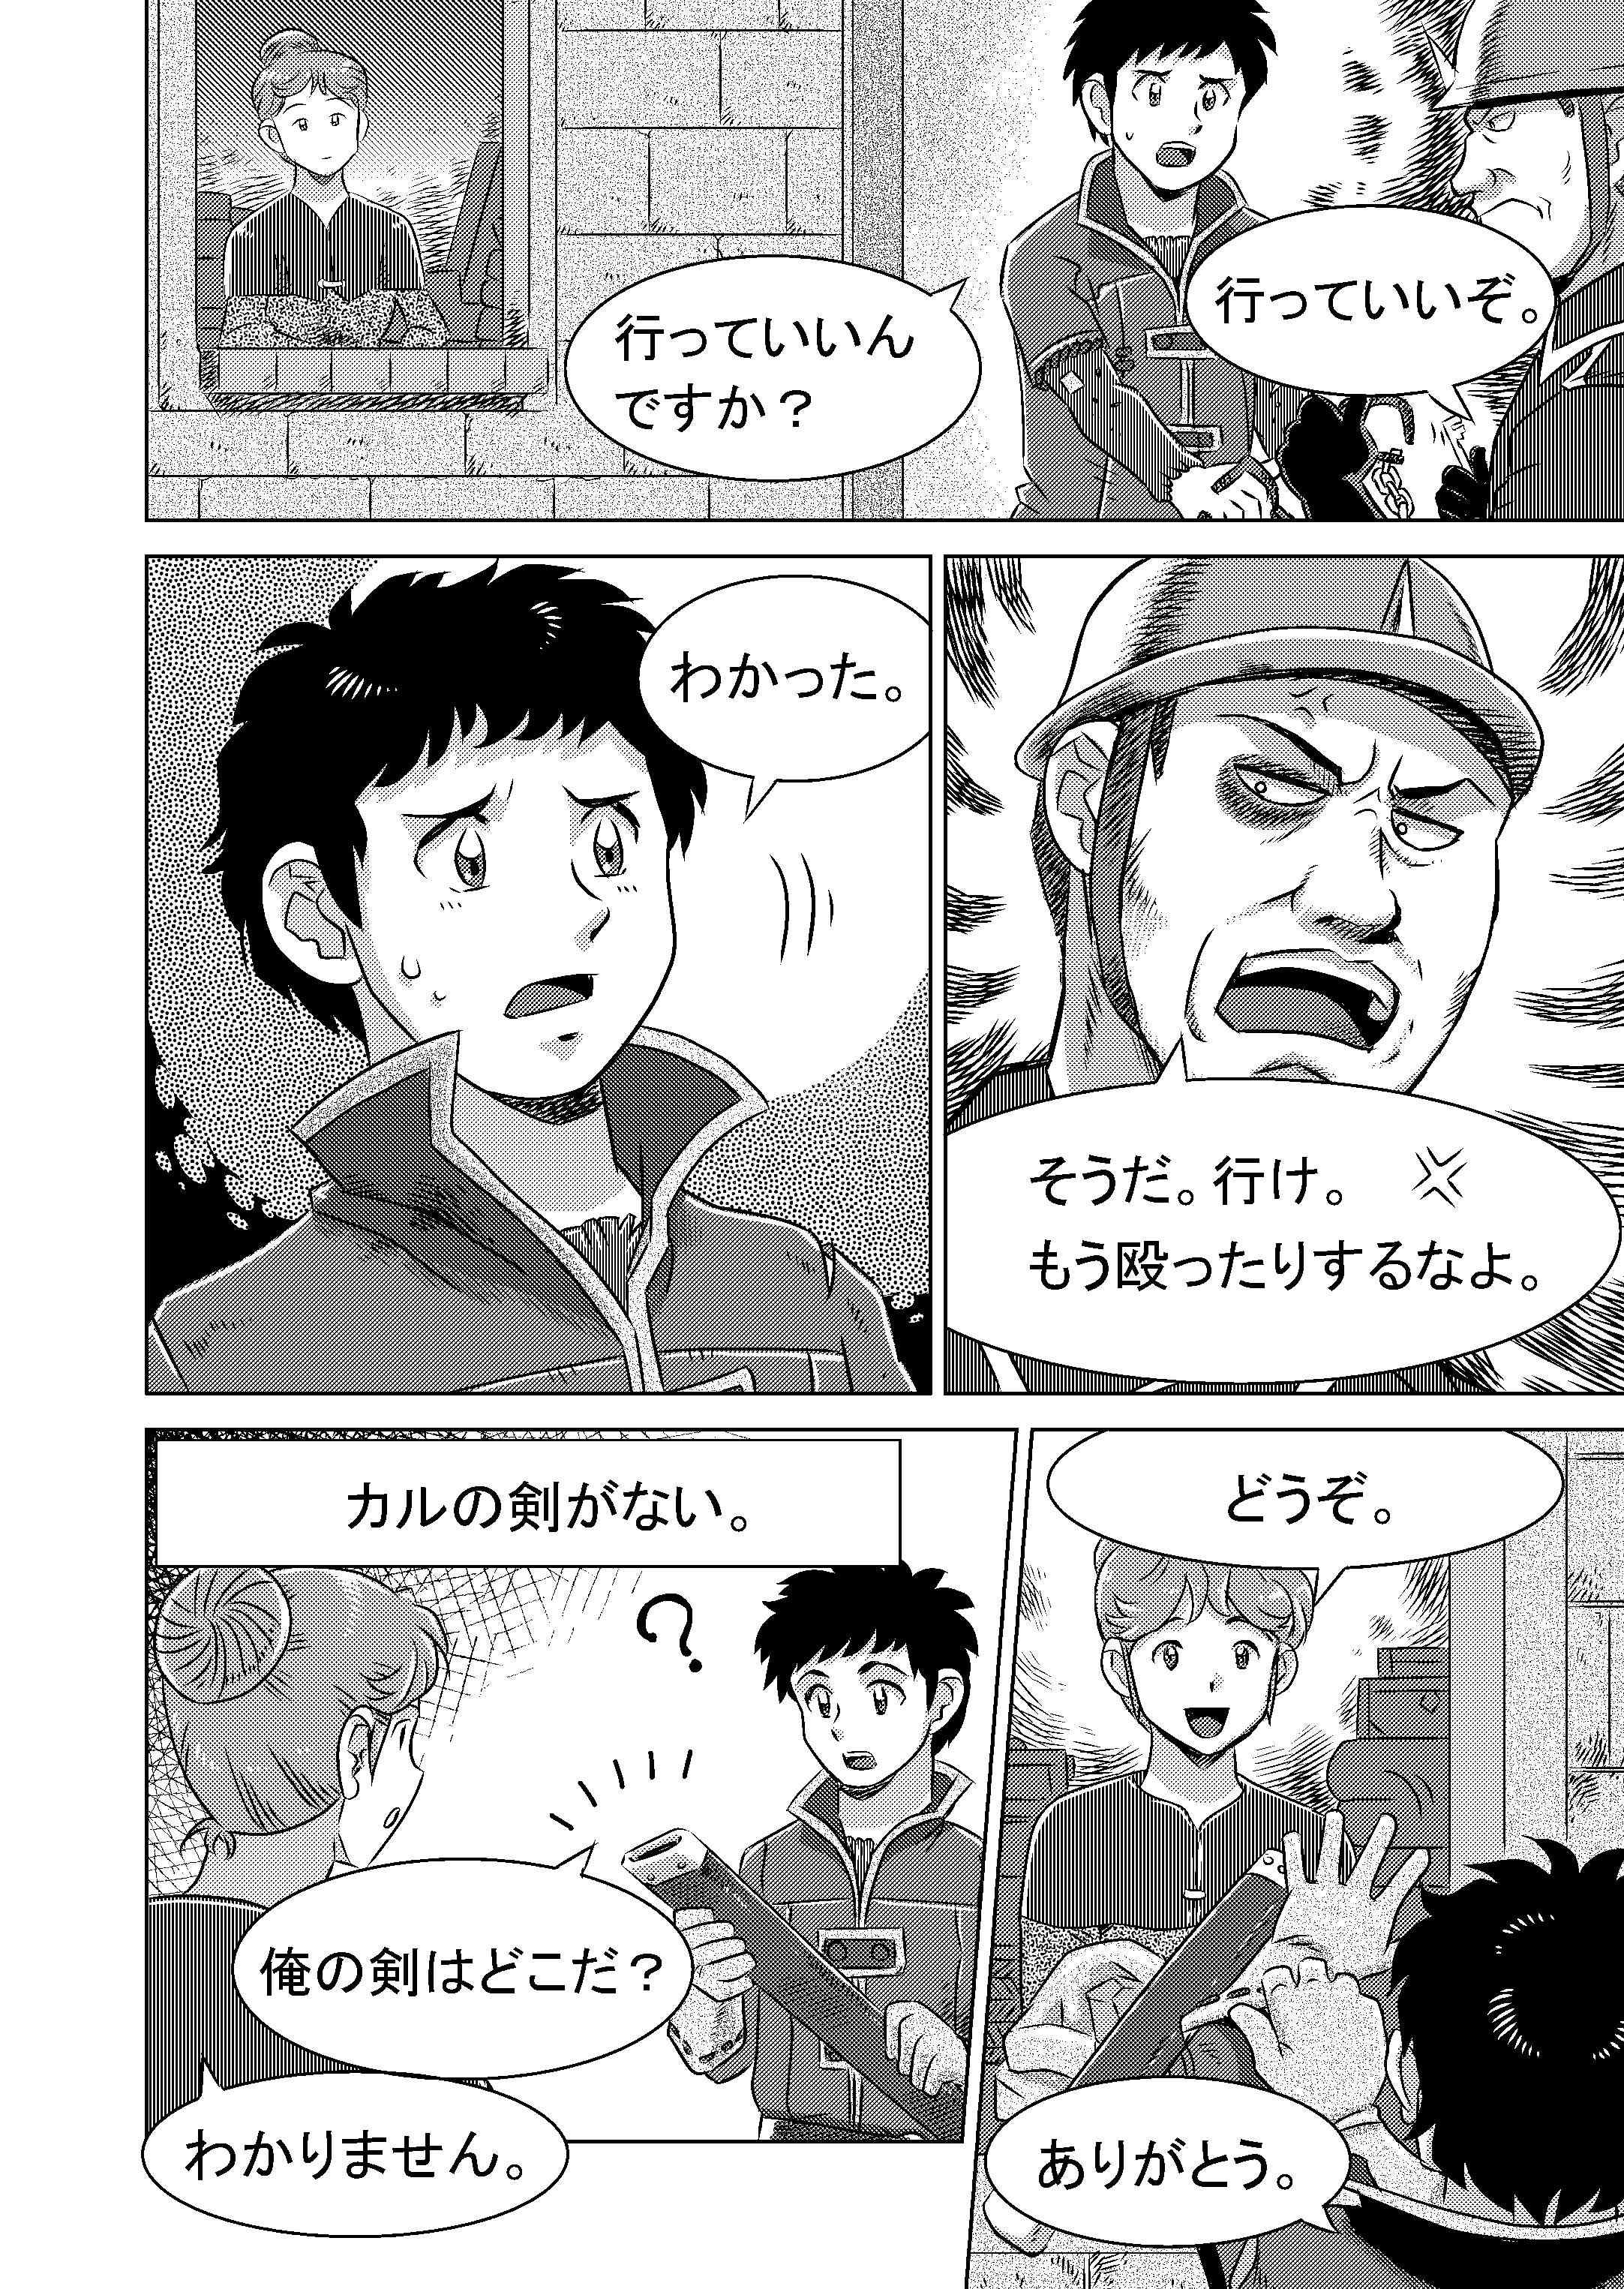 行っていいぞ。
行っていいん
ですか？
そうだ。行け。
もう殴ったりするなよ。
わかった。
どうぞ。
ありがとう。
カルの剣がない。
?
俺の剣はどこだ？
わかりません。